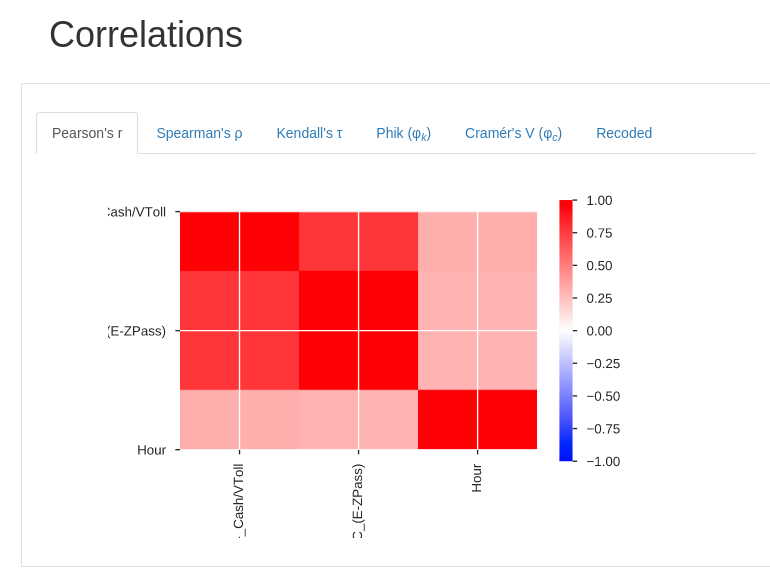 Correlations
Pearson's r Spearman's ρ Kendall's τ Phik (φk) Cramér's V (φc) Recoded
Cash/VToll
(E-ZPass)
Hour
_Cash/VToll
C_(E-ZPass)
Hour
1.00
0.75
0.50
0.25
0.00
−0.25
−0.50
−0.75
−1.00